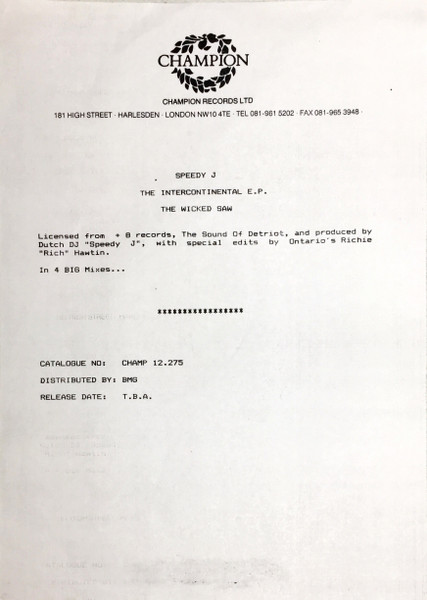 CHAMPION
CHAMPION RECORDS LTD
181 HIGH STREET · HARLESDEN · LONDON NW10 4TE · TEL 081-961 5202 · FAX 081-965 3948 ·
SPEEDY J
THE INTERCONTINENTAL E.P.
THE WICKED SAW
Licensed from + 8 records, The Sound Of Detriot, and produced by
Dutch DJ "Speedy J", with special edits by Ontario's Richie
"Rich" Hawtin.
In 4 BIG Mixes...
*****************
CATALOGUE NO: CHAMP 12.275
DISTRIBUTED BY: BMG
RELEASE DATE: T.B.A.